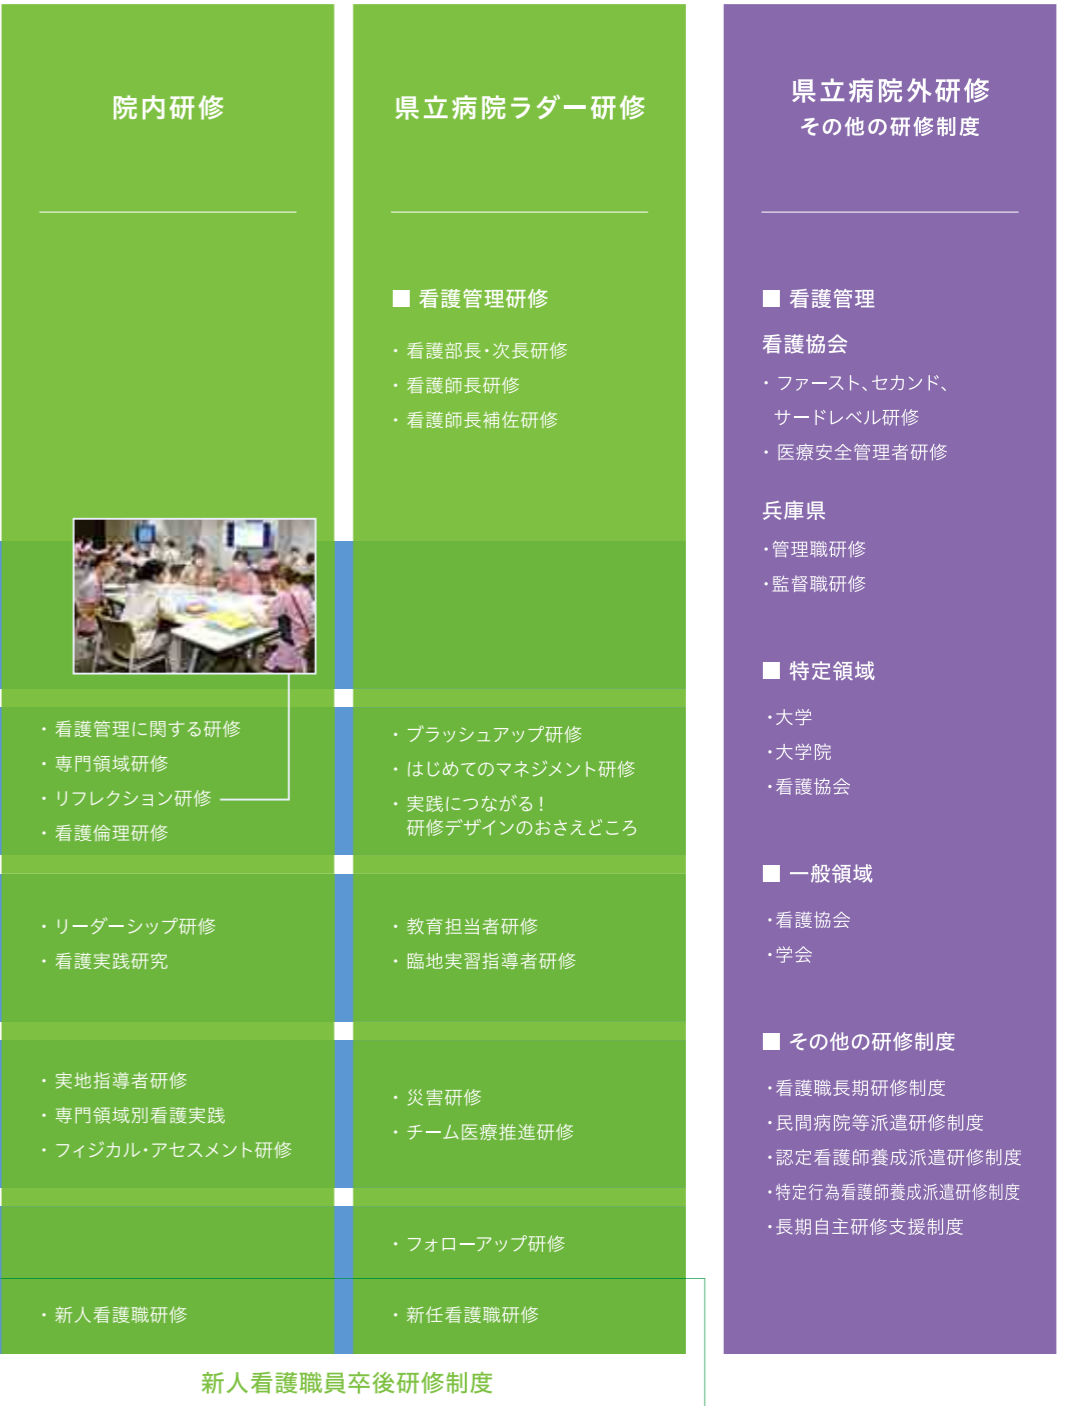 院内研修
・看護管理に関する研修
・専門領域研修
・リフレクション研修
・看護倫理研修
・リーダーシップ研修
・看護実践研究
・実地指導者研修
・専門領域別看護実践
・フィジカル・アセスメント研修
・新人看護職研修
県立病院ラダー研修
■ 看護管理研修
・看護部長・次長研修
・看護師長研修
・看護師長補佐研修
・ブラッシュアップ研修
・はじめてのマネジメント研修
・実践につながる！
研修デザインのおさえどころ
・教育担当者研修
・臨地実習指導者研修
・災害研修
・チーム医療推進研修
・フォローアップ研修
・新任看護職研修
新人看護職員卒後研修制度
県立病院外研修
その他の研修制度
■ 看護管理
看護協会
・ファースト、セカンド、
サードレベル研修
・医療安全管理者研修
兵庫県
・管理職研修
・監督職研修
■ 特定領域
・大学
・大学院
・看護協会
■ 一般領域
・看護協会
・学会
■ その他の研修制度
・看護職長期研修制度
・民間病院等派遣研修制度
・認定看護師養成派遣研修制度
・特定行為看護師養成派遣研修制度
・長期自主研修支援制度